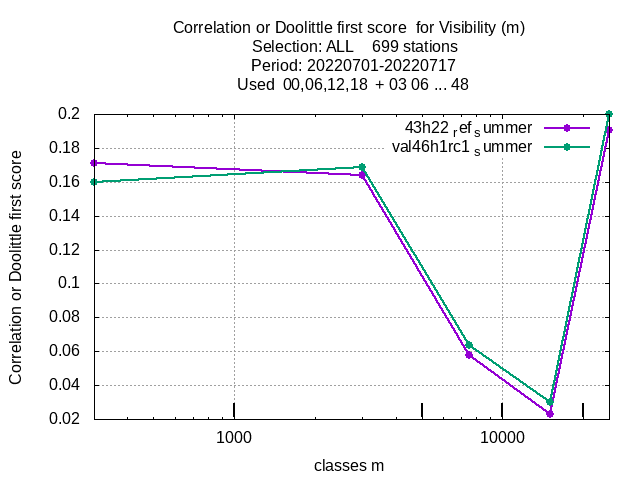 Correlation or Doolittle first score  for Visibility (m)
Selection: ALL    699 stations
Period: 20220701-20220717
Used  00,06,12,18  + 03 06 ... 48
43h22 ref summer
val46h1rc1 summer
Correlation or Doolittle first score
0.2
0.18
0.16
0.14
0.12
0.1
0.08
0.06
0.04
0.02
1000 10000
classes m